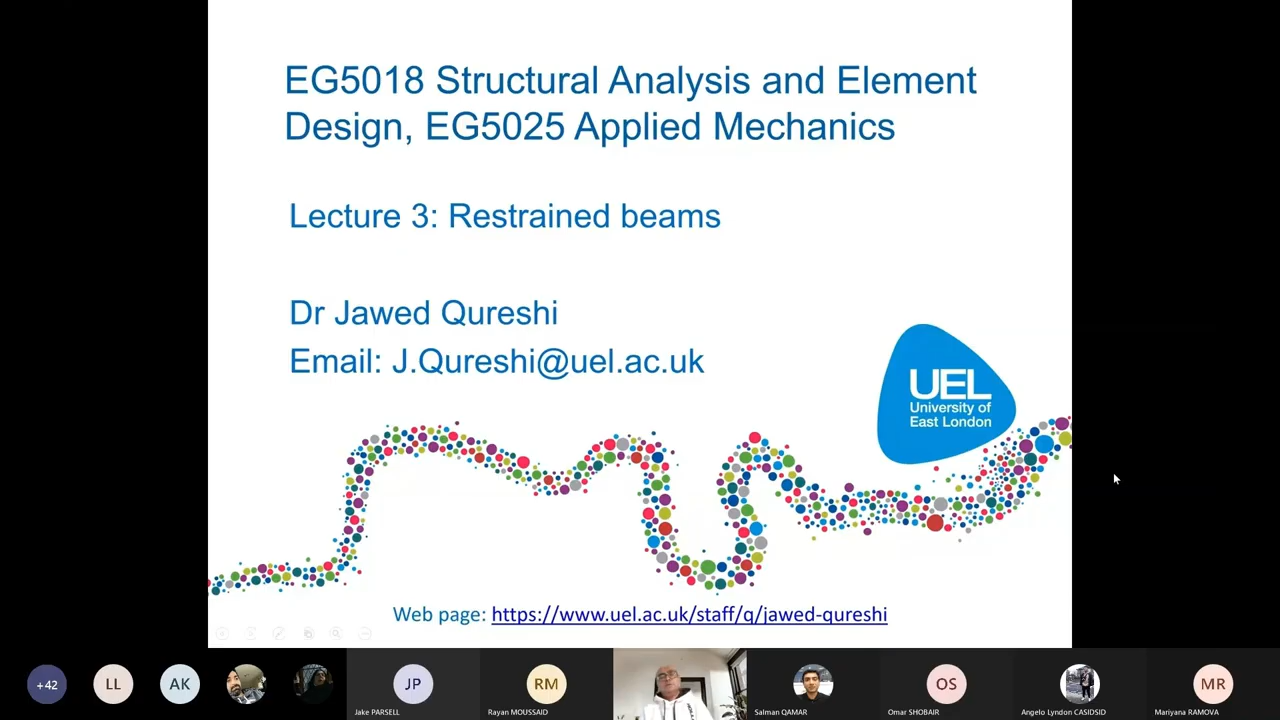 EG5018 Structural Analysis and Element
Design, EG5025 Applied Mechanics
Lecture 3: Restrained beams
Dr Jawed Qureshi
Email: J.Qureshi@uel.ac.uk
UEL
University of
East London
Web page: https://www.uel.ac.uk/staff/q/jawed-qureshi
+42
LL
AK
JP
Jake PARSELL
RM
Rayan MOUSSAID
Salman QAMAR
OS
Omar SHOBAIR
Angelo Lyndon CASIDSID
MR
Mariyana RAMOVA